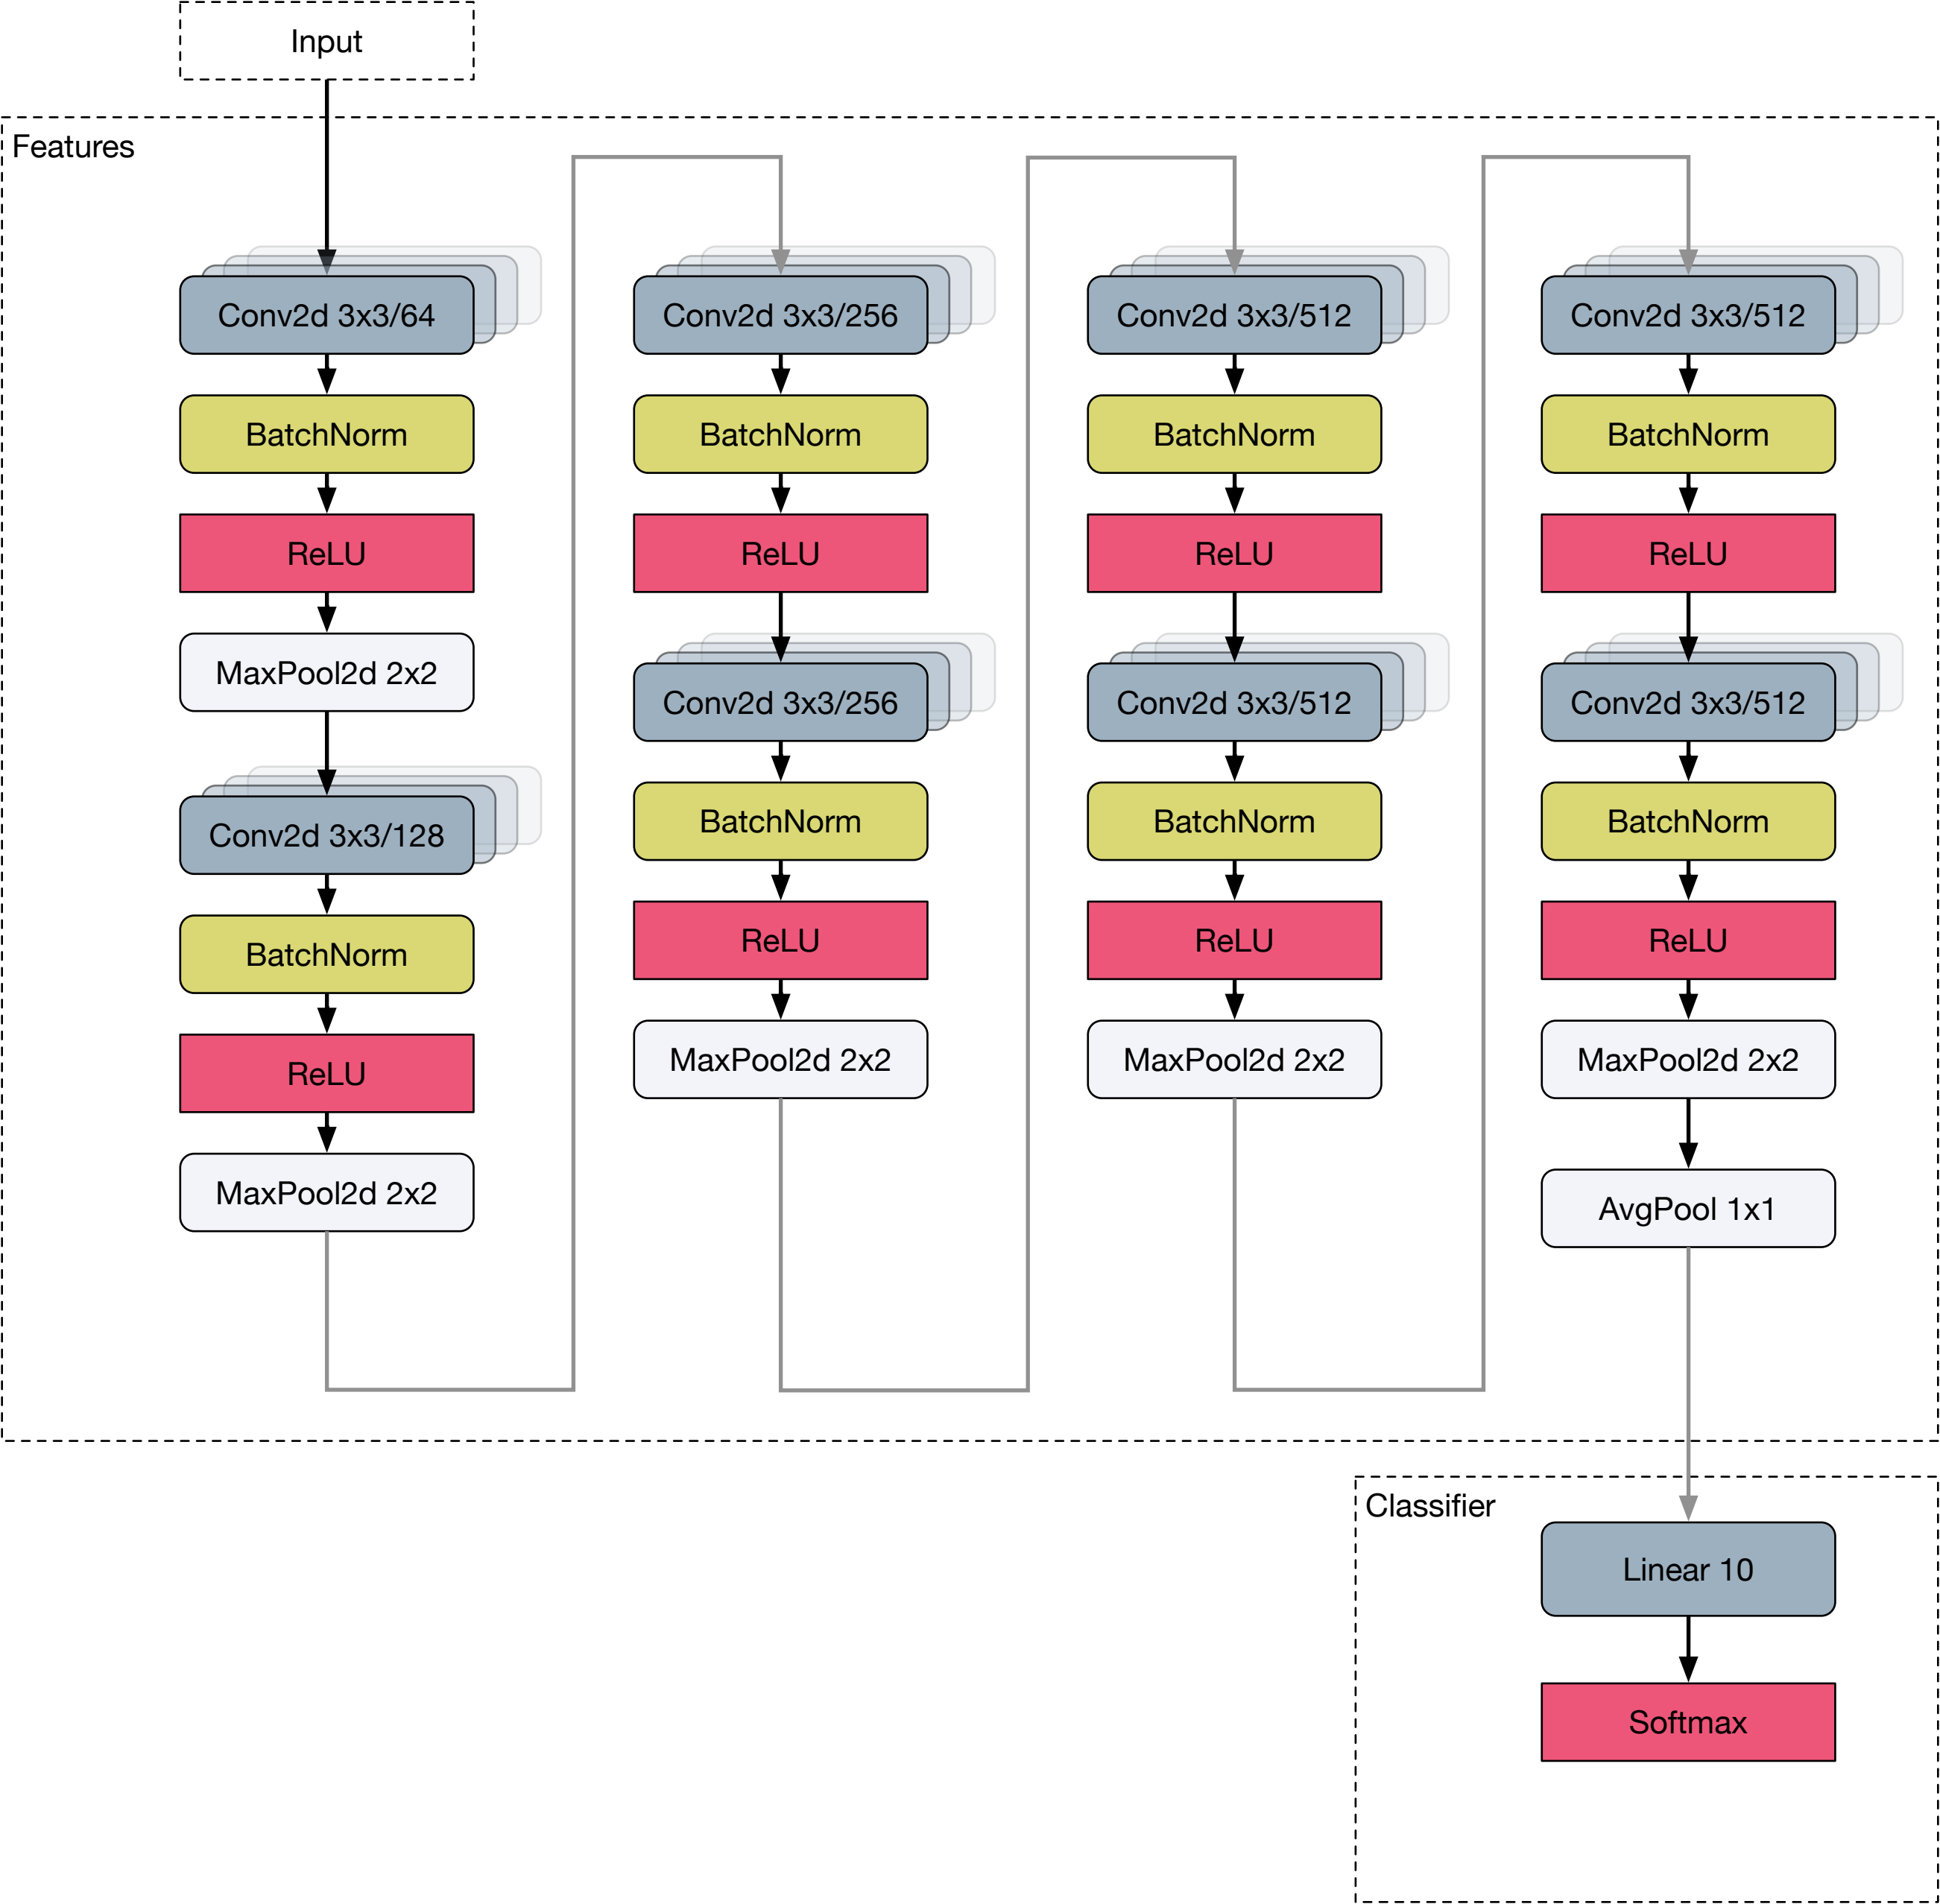 Input
Features
Conv2d 3x3/64
BatchNorm
ReLU
MaxPool2d 2x2
Conv2d 3x3/128
BatchNorm
ReLU
MaxPool2d 2x2
Conv2d 3x3/256
BatchNorm
ReLU
Conv2d 3x3/256
BatchNorm
ReLU
MaxPool2d 2x2
Conv2d 3x3/512
BatchNorm
ReLU
Conv2d 3x3/512
BatchNorm
ReLU
MaxPool2d 2x2
Conv2d 3x3/512
BatchNorm
ReLU
Conv2d 3x3/512
BatchNorm
ReLU
MaxPool2d 2x2
AvgPool 1x1
Classifier
Linear 10
Softmax